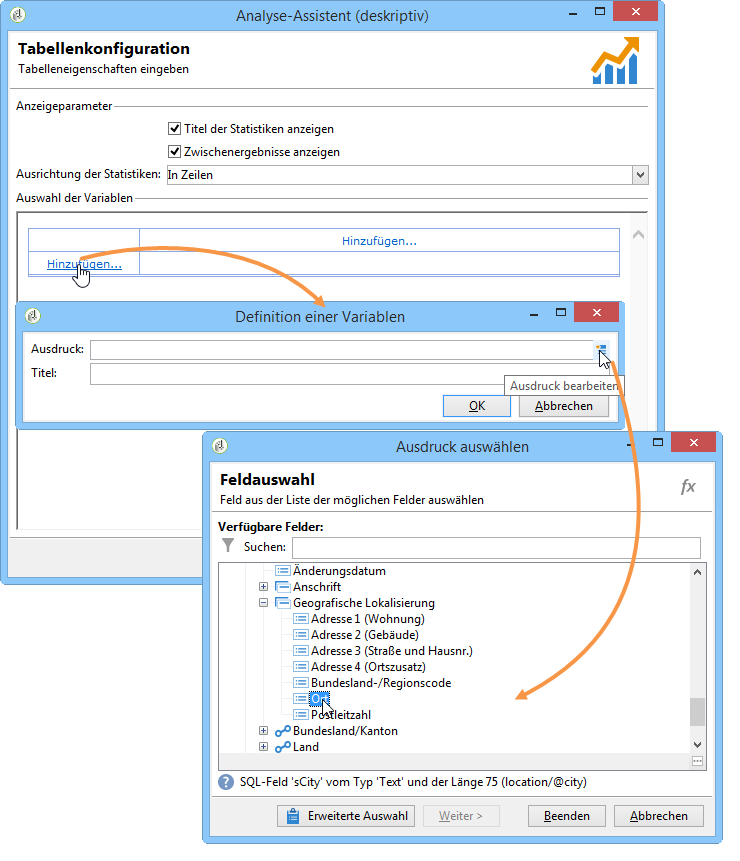 Analyse-Assistent (deskriptiv)
Tabellenkonfiguration
Tabelleneigenschaften eingeben
Anzeigeparameter
Titel der Statistiken anzeigen
Zwischenergebnisse anzeigen
Ausrichtung der Statistiken: In Zeilen
Auswahl der Variablen
Hinzufügen...
Hinzufügen...
Definition einer Variablen
Ausdruck:
Titel:
Ausdruck bearbeiten
OK Abbrechen
Ausdruck auswählen
Feldauswahl
Feld aus der Liste der möglichen Felder auswählen
fx
Verfügbare Felder:
Suchen:
Änderungsdatum
Anschrift
Geografische Lokalisierung
Adresse 1 (Wohnung)
Adresse 2 (Gebäude)
Adresse 3 (Straße und Hausnr.)
Adresse 4 (Ortszusatz)
Bundesland-/Regionscode
Ort
Postleitzahl
Bundesland/Kanton
Land
SQL-Feld 'sCity' vom Typ 'Text' und der Länge 75 (location/@city)
Erweiterte Auswahl Weiter > Beenden Abbrechen